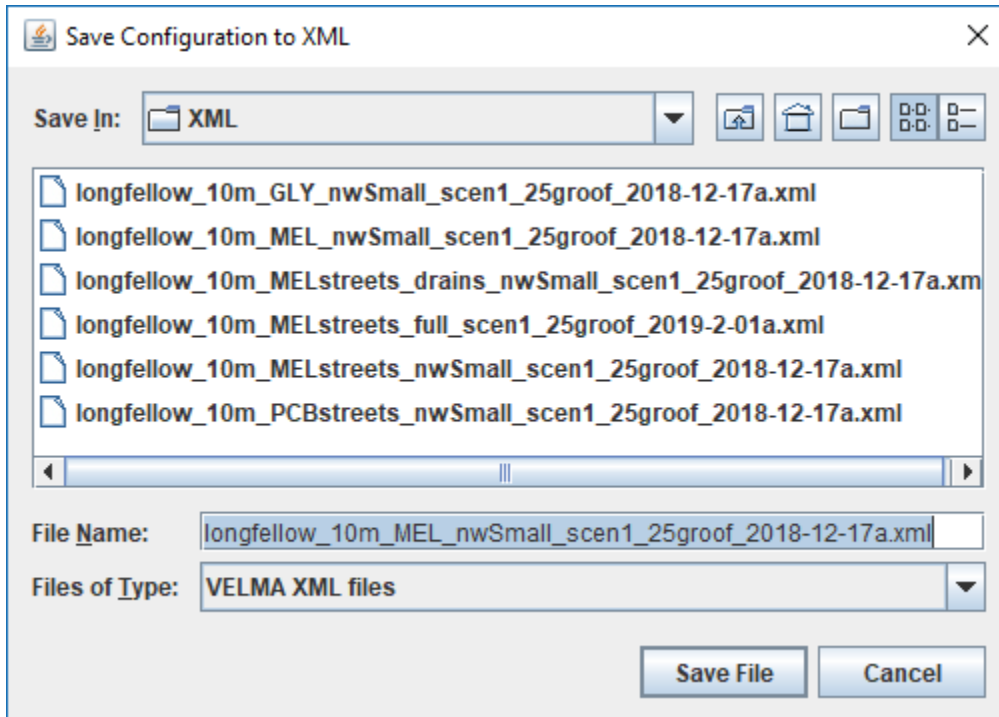 Save Configuration to XML
Save In: XML
longfellow_10m_GLY_nwSmall_scen1_25groof_2018-12-17a.xml
longfellow_10m_MEL_nwSmall_scen1_25groof_2018-12-17a.xml
longfellow_10m_MELstreets_drains_nwSmall_scen1_25groof_2018-12-17a.xm
longfellow_10m_MELstreets_full_scen1_25groof_2019-2-01a.xml
longfellow_10m_MELstreets_nwSmall_scen1_25groof_2018-12-17a.xml
longfellow_10m_PCBstreets_nwSmall_scen1_25groof_2018-12-17a.xml
File Name: longfellow_10m_MEL_nwSmall_scen1_25groof_2018-12-17a.xml
Files of Type: VELMA XML files
Save File Cancel